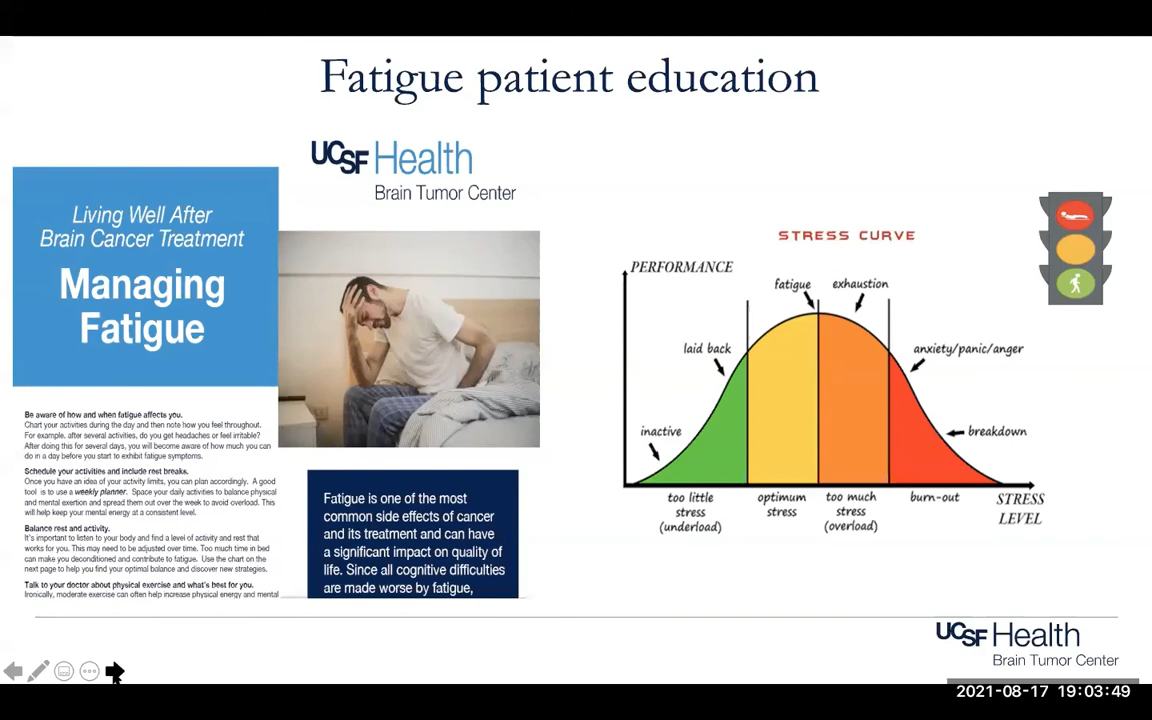 Fatigue patient education
UCSF Health
Brain Tumor Center
Living Well After
Brain Cancer Treatment
Managing
Fatigue
Be aware of how and when fatigue affects you.
Chart your activities during the day and then note how you feel throughout.
For example, after several activities, do you get headaches or feel irritable?
After doing this for several days, you will become aware of how much you can
do in a day before you start to exhibit fatigue symptoms.
Schedule your activities and include rest breaks.
Once you have an idea of your activity limits, you can plan accordingly. A good
tool is to use a weekly planner. Space your daily activities to balance physical
and mental exertion and spread them out over the week to avoid overload. This
will help keep your mental energy at a consistent level.
Balance rest and activity.
It's important to listen to your body and find a level of activity and rest that
works for you. This may need to be adjusted over time. Too much time in bed
can make you deconditioned and contribute to fatigue. Use the chart on the
next page to help you find your optimal balance and discover new strategies.
Talk to your doctor about physical exercise and what's best for you.
Ironically, moderate exercise can often help increase physical energy and mental
Fatigue is one of the most
common side effects of cancer
and its treatment and can have
a significant impact on quality of
life. Since all cognitive difficulties
are made worse by fatigue,
STRESS CURVE
PERFORMANCE
fatigue
exhaustion
laid back
anxiety/panic/anger
inactive
breakdown
too little
stress
(underload)
optimum
stress
too much
stress
(overload)
burn-out
STRESS
LEVEL
UCSF Health
Brain Tumor Center
2021-08-17 19:03:49